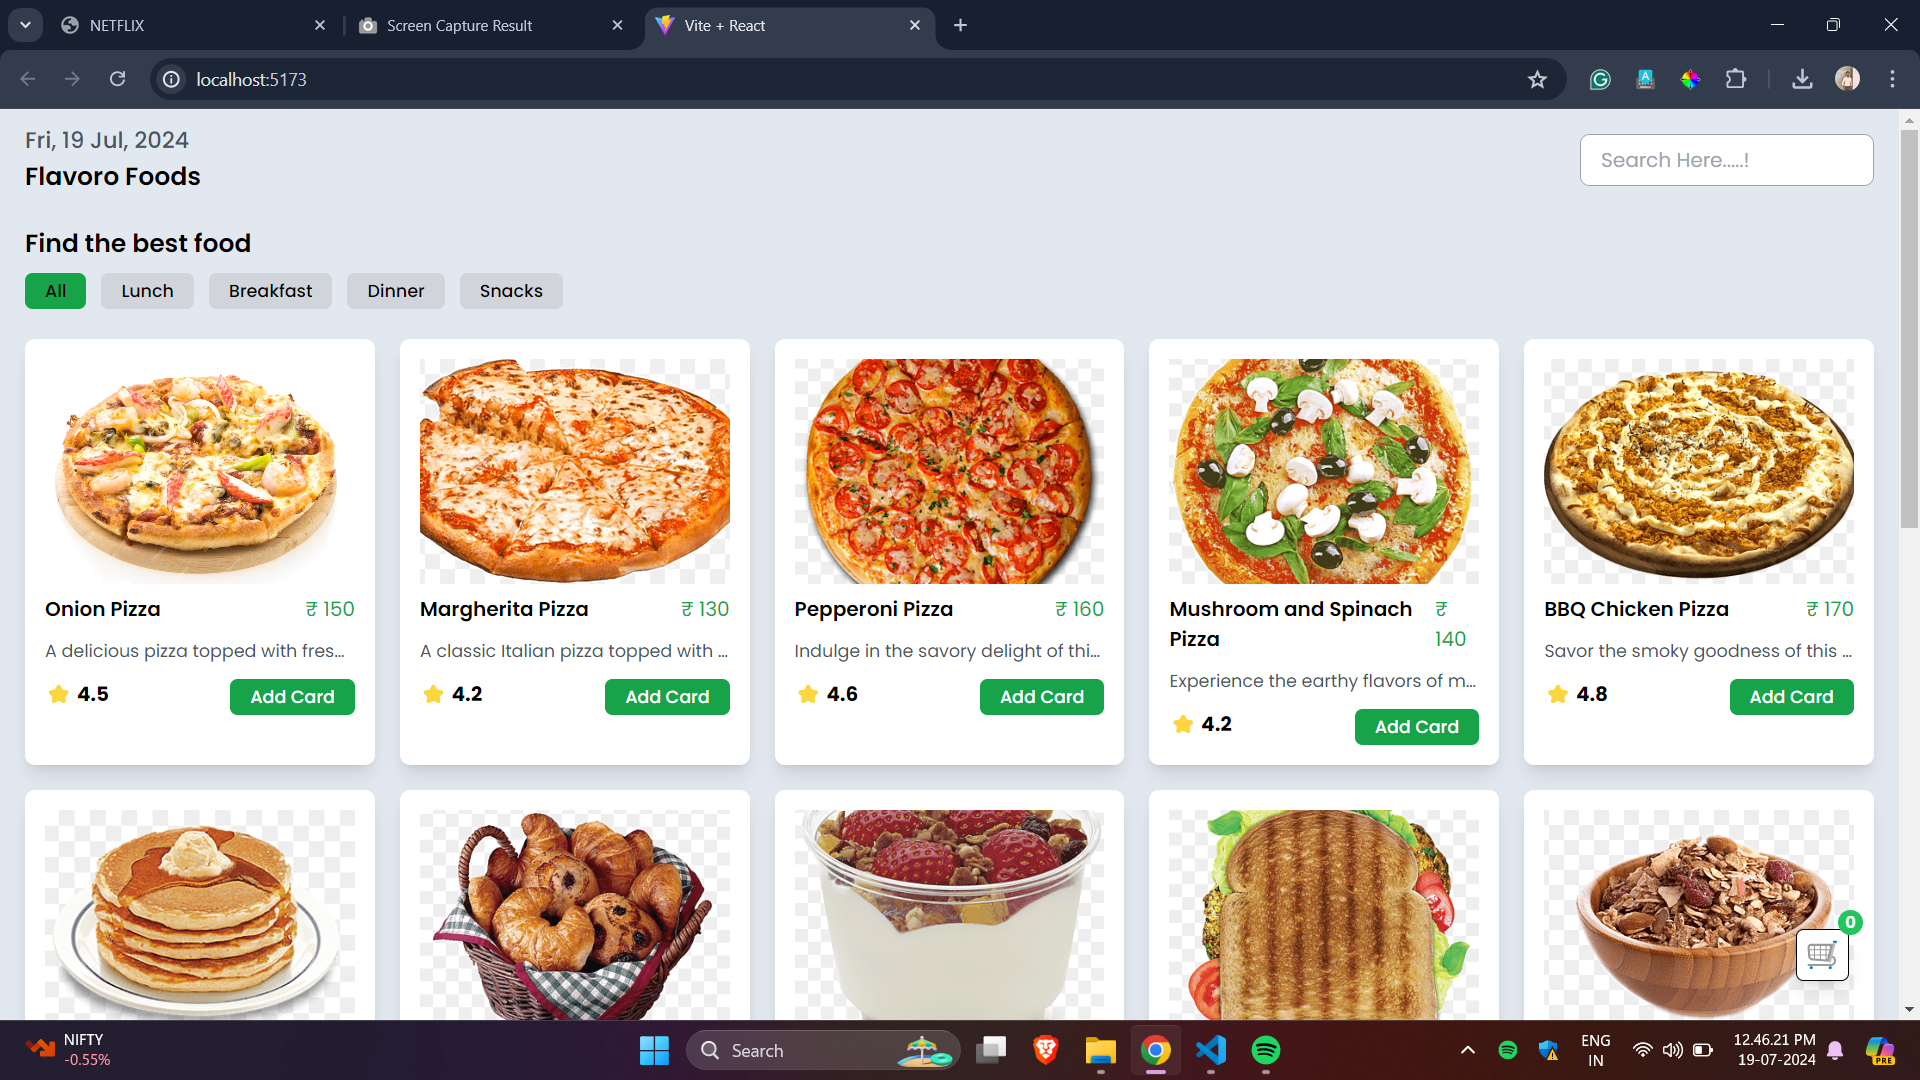 NETFLIX
Screen Capture Result
Vite + React
localhost:5173
Fri, 19 Jul, 2024
Flavoro Foods
Search Here.....!
Find the best food
All
Lunch
Breakfast
Dinner
Snacks
Onion Pizza
₹ 150
A delicious pizza topped with fres...
4.5
Add Card
Margherita Pizza
₹ 130
A classic Italian pizza topped with ...
4.2
Add Card
Pepperoni Pizza
₹ 160
Indulge in the savory delight of thi...
4.6
Add Card
Mushroom and Spinach
Pizza
₹
140
Experience the earthy flavors of m...
4.2
Add Card
BBQ Chicken Pizza
₹ 170
Savor the smoky goodness of this ...
4.8
Add Card
0
NIFTY
-0.55%
Search
ENG
IN
12.46.21 PM
19-07-2024
PRE